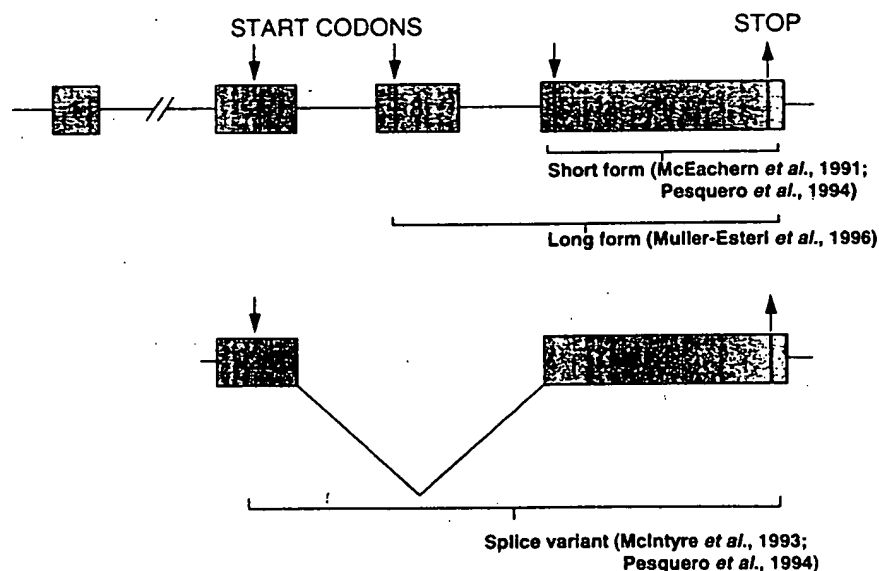 START CODONS
STOP
Short form (McEachern et al., 1991;
Pesquero et al., 1994)
Long form (Muller-Esterl et al., 1996)
Splice variant (McIntyre et al., 1993;
Pesquero et al., 1994)